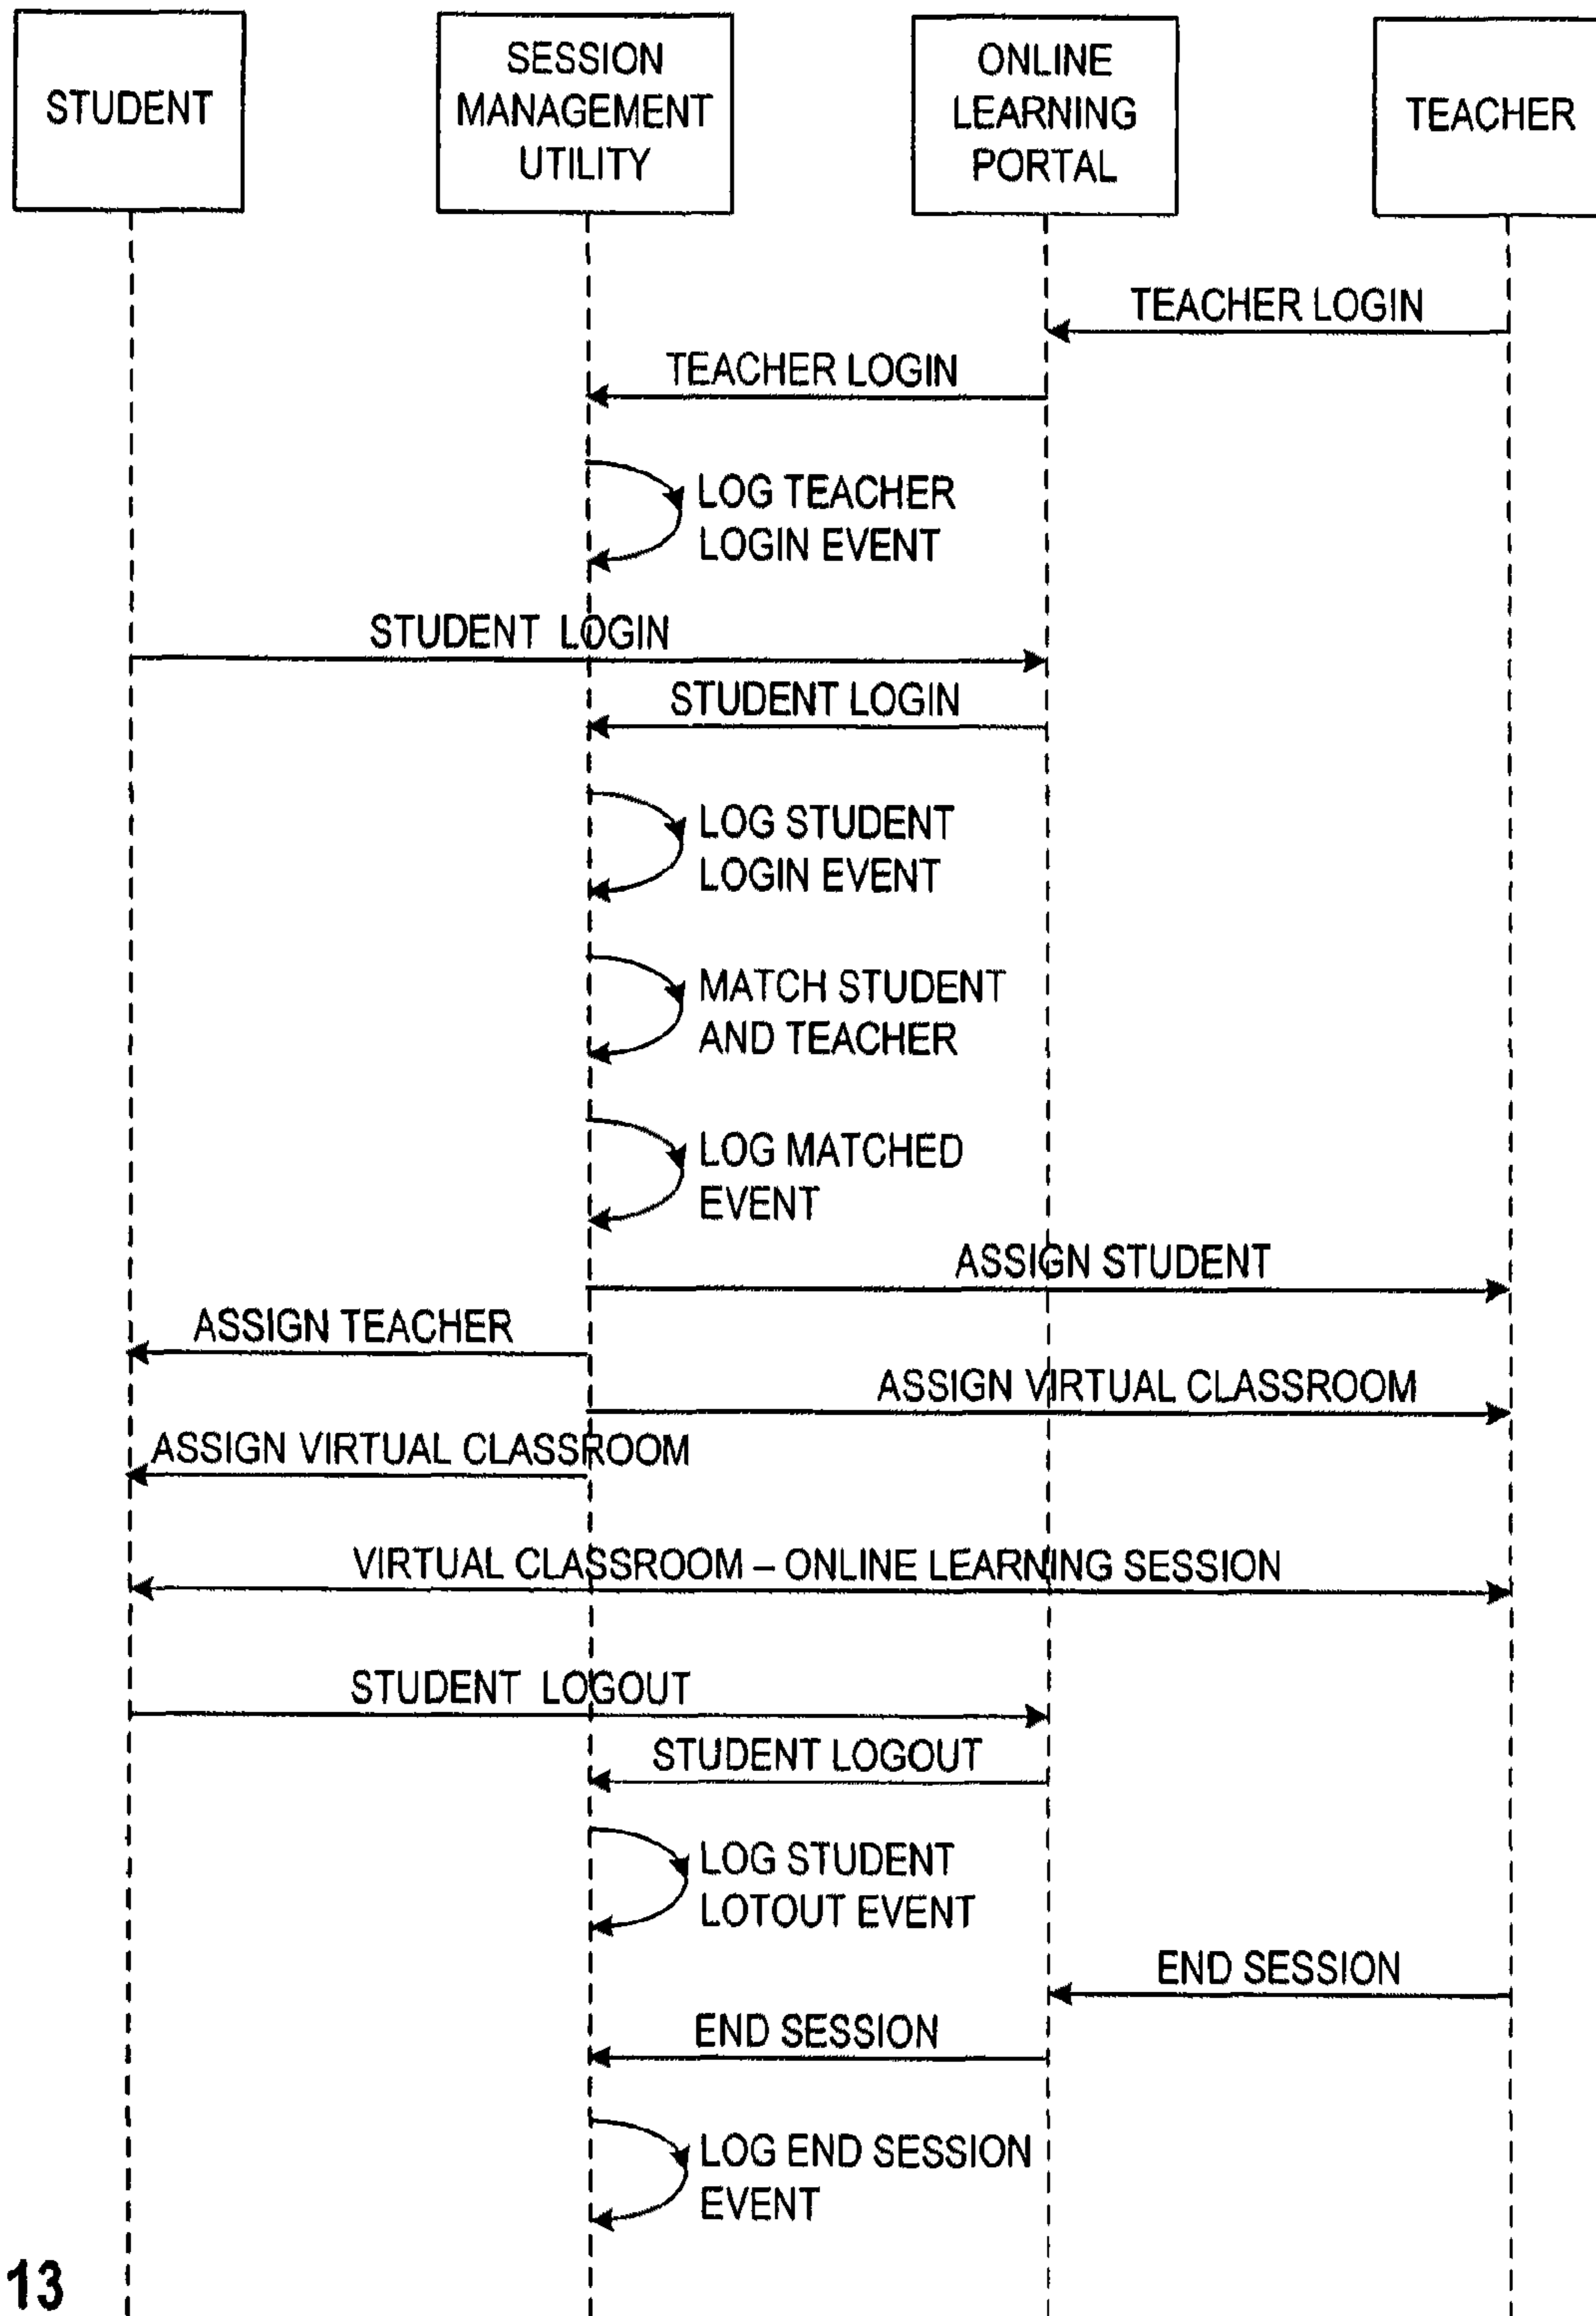 STUDENT
SESSION
MANAGEMENT
UTILITY
ONLINE
LEARNING
PORTAL
TEACHER
TEACHER LOGIN
TEACHER LOGIN
LOG TEACHER
LOGIN EVENT
STUDENT LOGIN
STUDENT LOGIN
LOG STUDENT
LOGIN EVENT
MATCH STUDENT
AND TEACHER
LOG MATCHED
EVENT
ASSIGN STUDENT
ASSIGN TEACHER
ASSIGN VIRTUAL CLASSROOM
ASSIGN VIRTUAL CLASSROOM
VIRTUAL CLASSROOM – ONLINE LEARNING SESSION
STUDENT LOGOUT
STUDENT LOGOUT
LOG STUDENT
LOTOUT EVENT
END SESSION
END SESSION
LOG END SESSION
EVENT
13